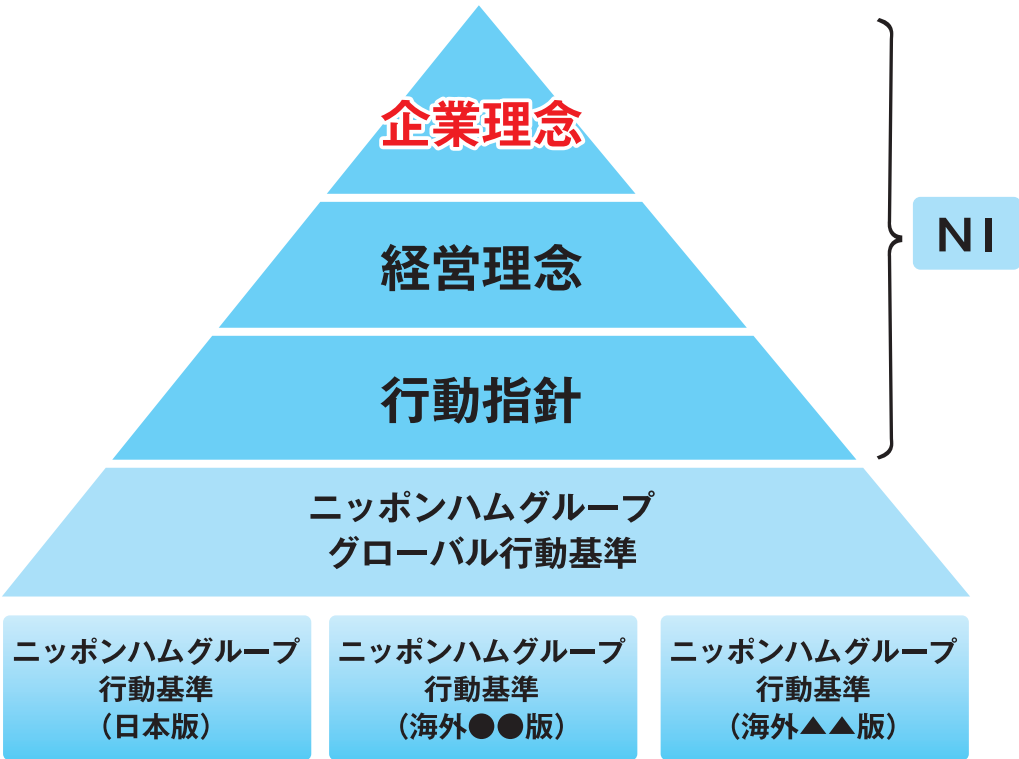 企業理念
経営理念
行動指針
NI
ニッポンハムグループ
グローバル行動基準
ニッポンハムグループ
行動基準
（日本版）
ニッポンハムグループ
行動基準
（海外●●版）
ニッポンハムグループ
行動基準
（海外▲▲版）